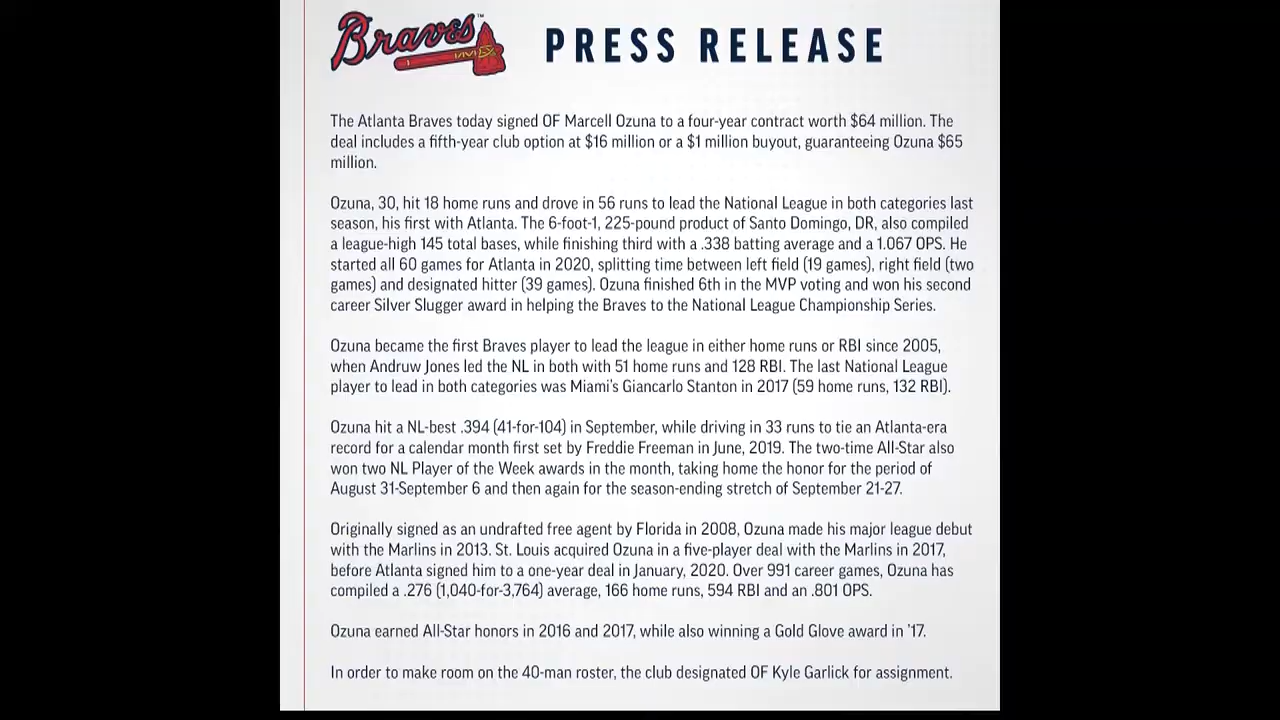 Braves™ PRESS RELEASE
The Atlanta Braves today signed OF Marcell Ozuna to a four-year contract worth $64 million. The
deal includes a fifth-year club option at $16 million or a $1 million buyout, guaranteeing Ozuna $65
million.
Ozuna, 30, hit 18 home runs and drove in 56 runs to lead the National League in both categories last
season, his first with Atlanta. The 6-foot-1, 225-pound product of Santo Domingo, DR, also compiled
a league-high 145 total bases, while finishing third with a .338 batting average and a 1.067 OPS. He
started all 60 games for Atlanta in 2020, splitting time between left field (19 games), right field (two
games) and designated hitter (39 games). Ozuna finished 6th in the MVP voting and won his second
career Silver Slugger award in helping the Braves to the National League Championship Series.
Ozuna became the first Braves player to lead the league in either home runs or RBI since 2005,
when Andruw Jones led the NL in both with 51 home runs and 128 RBI. The last National League
player to lead in both categories was Miami's Giancarlo Stanton in 2017 (59 home runs, 132 RBI).
Ozuna hit a NL-best .394 (41-for-104) in September, while driving in 33 runs to tie an Atlanta-era
record for a calendar month first set by Freddie Freeman in June, 2019. The two-time All-Star also
won two NL Player of the Week awards in the month, taking home the honor for the period of
August 31-September 6 and then again for the season-ending stretch of September 21-27.
Originally signed as an undrafted free agent by Florida in 2008, Ozuna made his major league debut
with the Marlins in 2013. St. Louis acquired Ozuna in a five-player deal with the Marlins in 2017,
before Atlanta signed him to a one-year deal in January, 2020. Over 991 career games, Ozuna has
compiled a .276 (1,040-for-3,764) average, 166 home runs, 594 RBI and an .801 OPS.
Ozuna earned All-Star honors in 2016 and 2017, while also winning a Gold Glove award in '17.
In order to make room on the 40-man roster, the club designated OF Kyle Garlick for assignment.